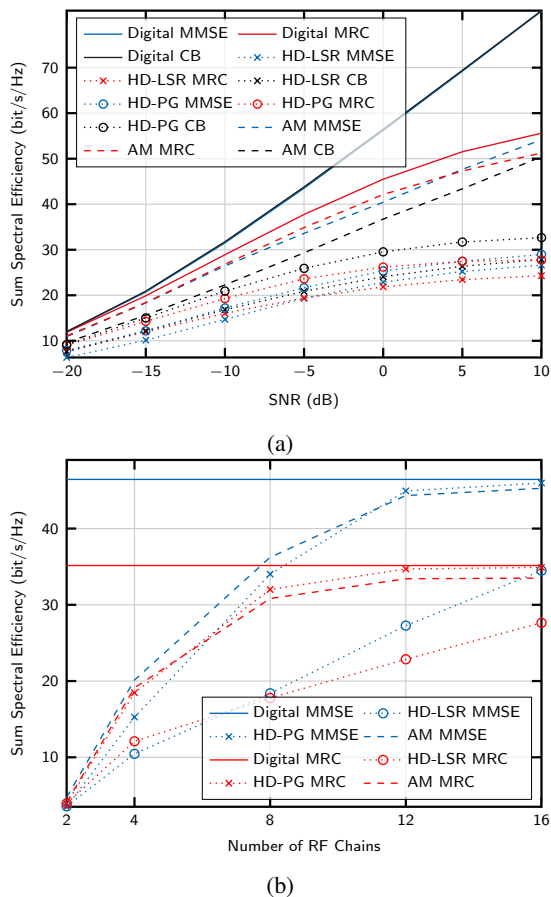 Digital MMSE
Digital MRC
Digital CB
HD-LSR MMSE
HD-LSR MRC
HD-LSR CB
HD-PG MMSE
HD-PG MRC
HD-PG CB
AM MMSE
AM MRC
AM CB
Sum Spectral Efficiency (bit/s/Hz)
70
60
50
40
30
20
10
−20
−15
−10
−5
0
5
10
SNR (dB)
(a)
Sum Spectral Efficiency (bit/s/Hz)
40
30
20
10
Digital MMSE
HD-LSR MMSE
HD-PG MMSE
AM MMSE
Digital MRC
HD-LSR MRC
HD-PG MRC
AM MRC
2
4
8
12
16
Number of RF Chains
(b)